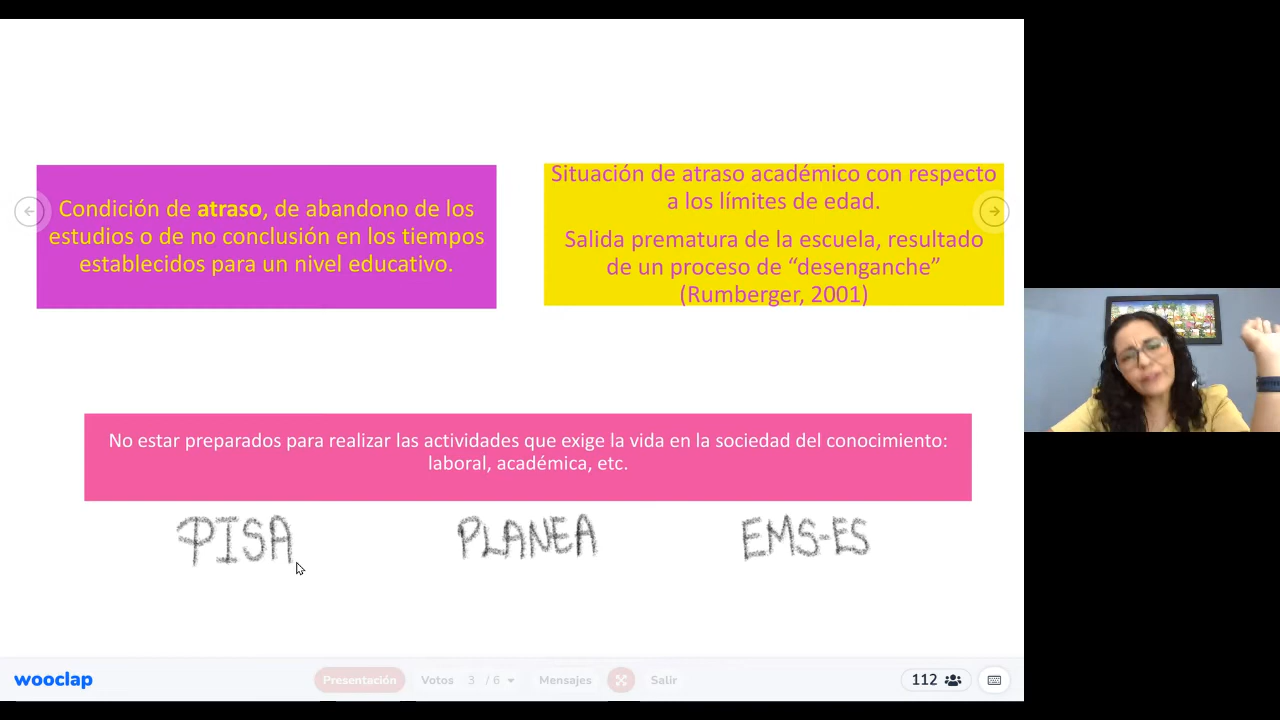 Condición de atraso, de abandono de los
estudios o de no conclusión en los tiempos
establecidos para un nivel educativo.
Situación de atraso académico con respecto
a los límites de edad.
Salida prematura de la escuela, resultado
de un proceso de “desenganche”
(Rumberger, 2001)
No estar preparados para realizar las actividades que exige la vida en la sociedad del conocimiento:
laboral, académica, etc.
PISA PLANEA EMS-ES
wooclap Presentación Votos 3 / 6 Mensajes Salir 112